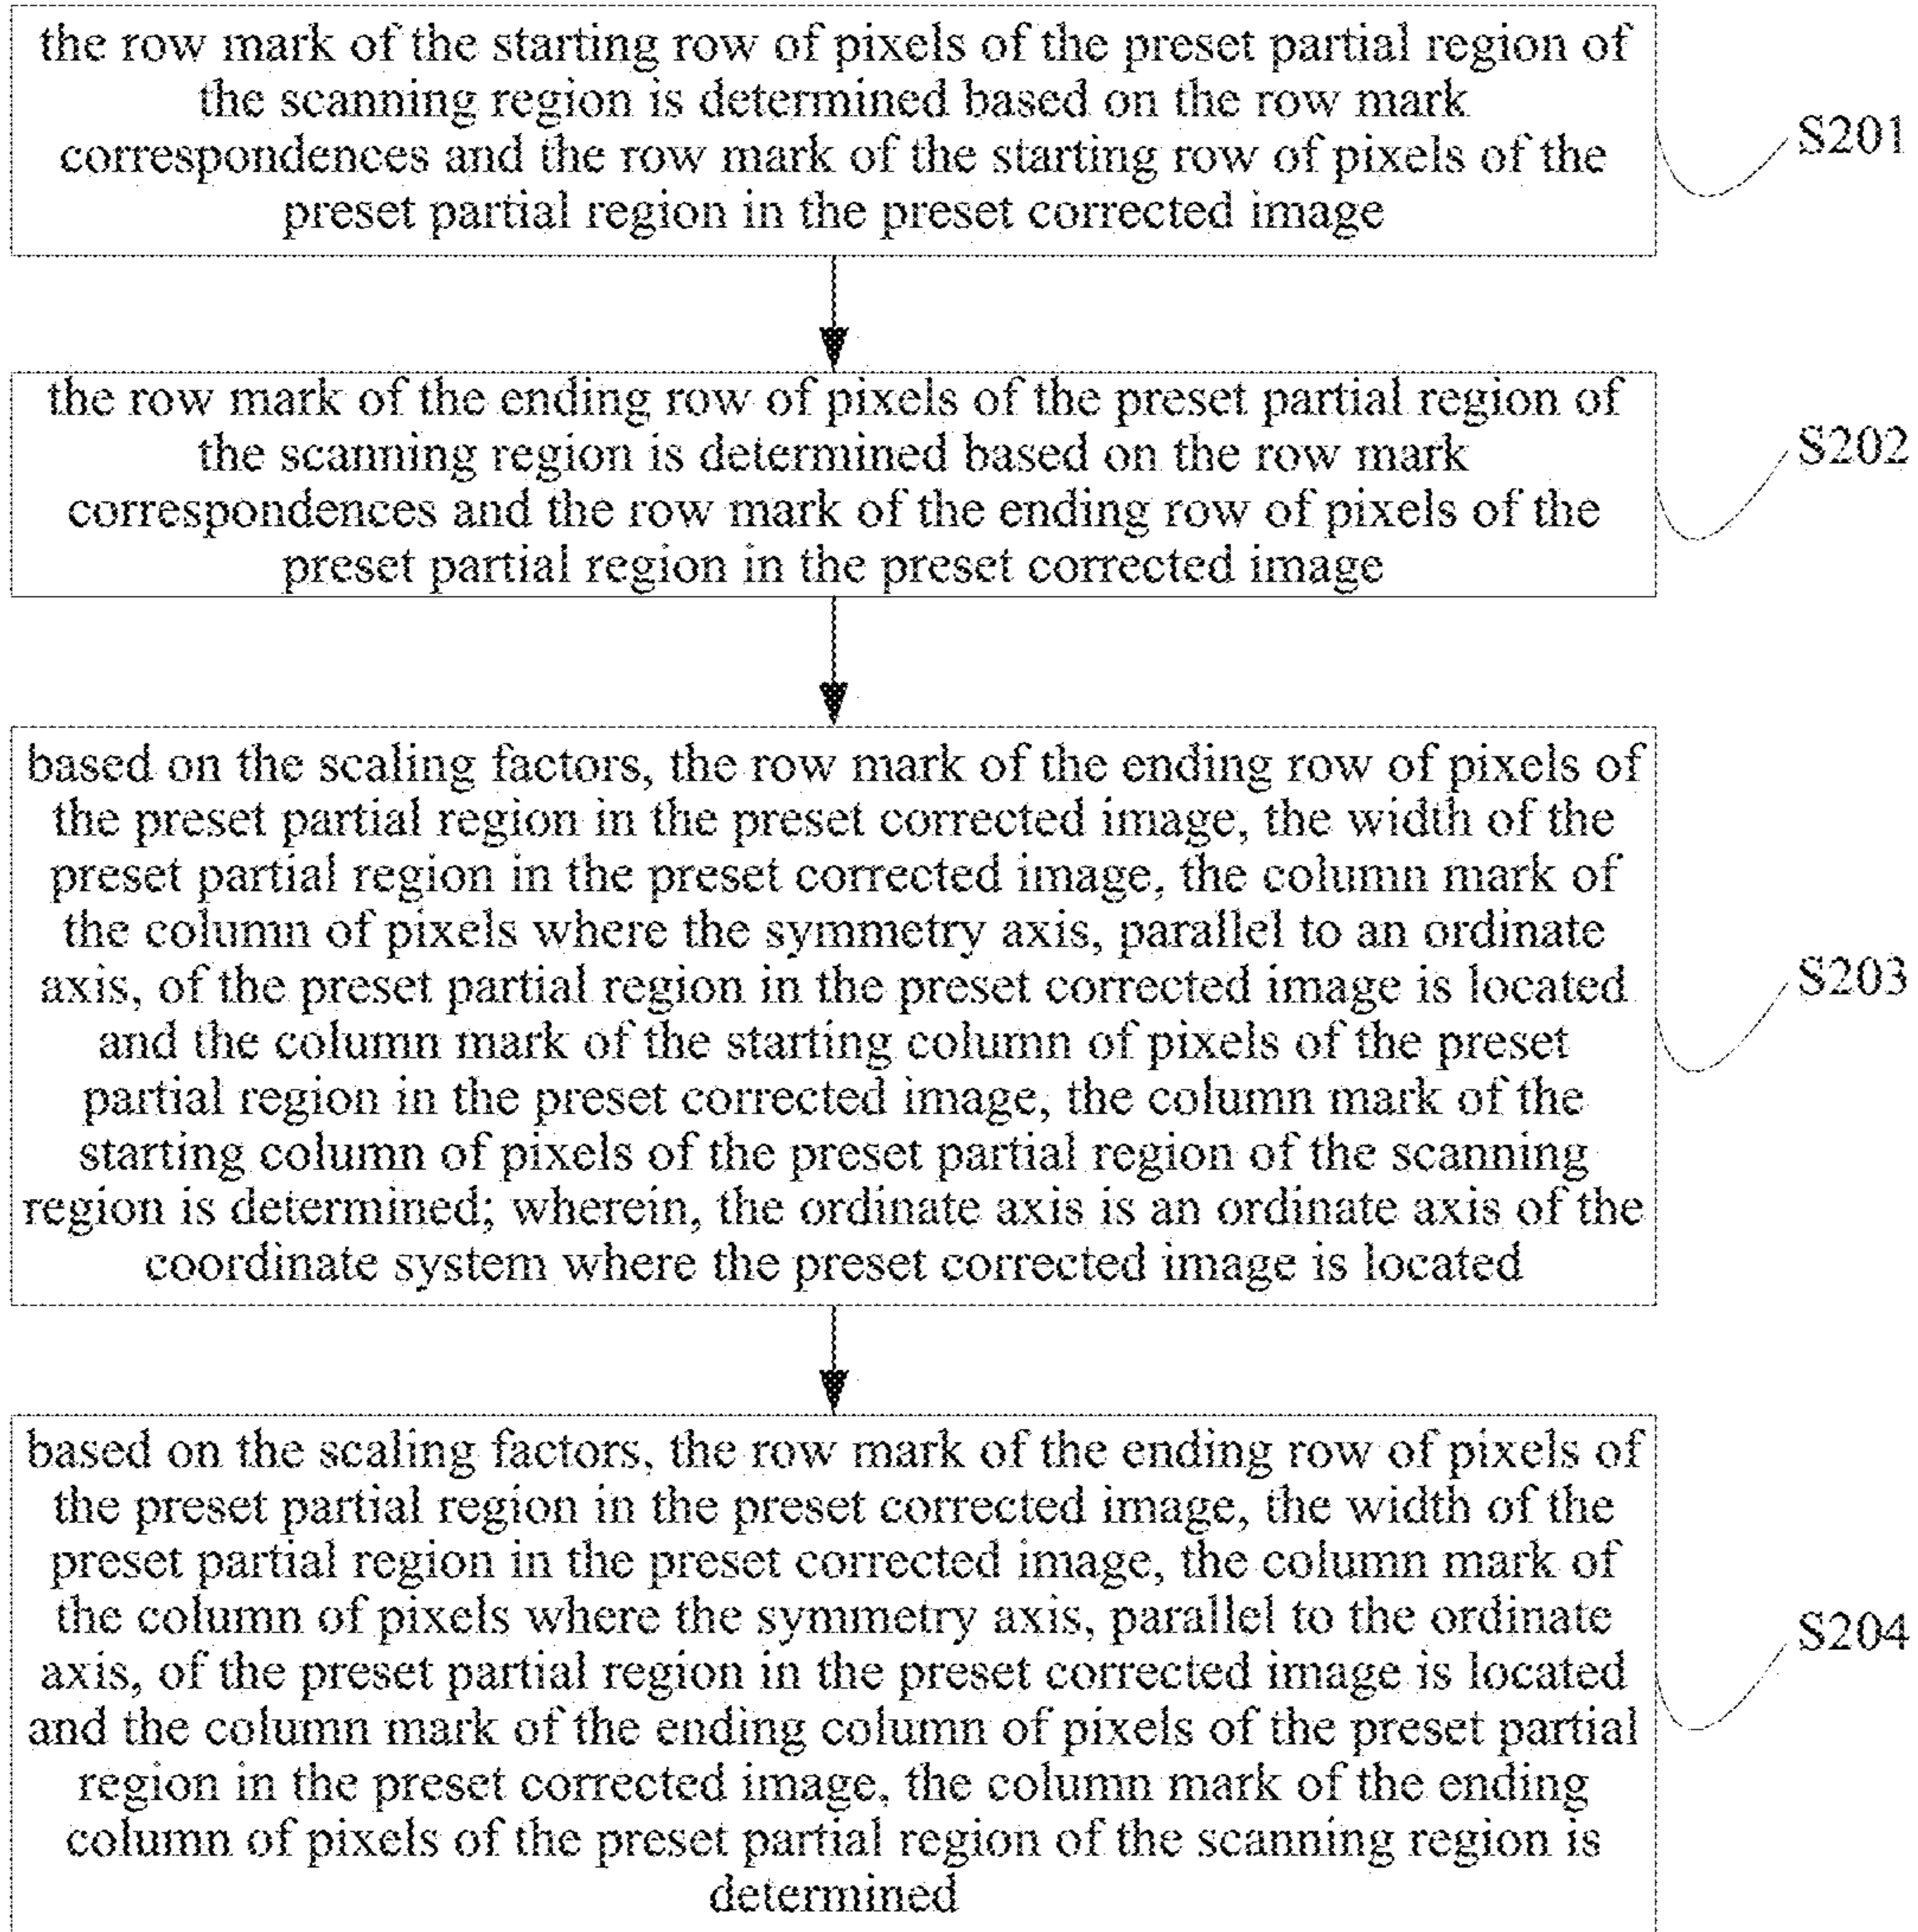 the row mark of the starting row of pixels of the preset partial region of
the scanning region is determined based on the row mark
correspondences and the row mark of the starting row of pixels of the
preset partial region in the preset corrected image
S201
the row mark of the ending row of pixels of the preset partial region of
the scanning region is determined based on the row mark
correspondences and the row mark of the ending row of pixels of the
preset partial region in the preset corrected image
S202
based on the scaling factors, the row mark of the ending row of pixels of
the preset partial region in the preset corrected image, the width of the
preset partial region in the preset corrected image, the column mark of
the column of pixels where the symmetry axis, parallel to an ordinate
axis, of the preset partial region in the preset corrected image is located
and the column mark of the starting column of pixels of the preset
partial region in the preset corrected image, the column mark of the
starting column of pixels of the preset partial region of the scanning
region is determined; wherein, the ordinate axis is an ordinate axis of the
coordinate system where the preset corrected image is located
S203
based on the scaling factors, the row mark of the ending row of pixels of
the preset partial region in the preset corrected image, the width of the
preset partial region in the preset corrected image, the column mark of
the column of pixels where the symmetry axis, parallel to the ordinate
axis, of the preset partial region in the preset corrected image is located
and the column mark of the ending column of pixels of the preset partial
region in the preset corrected image, the column mark of the ending
column of pixels of the preset partial region of the scanning region is
determined
S204